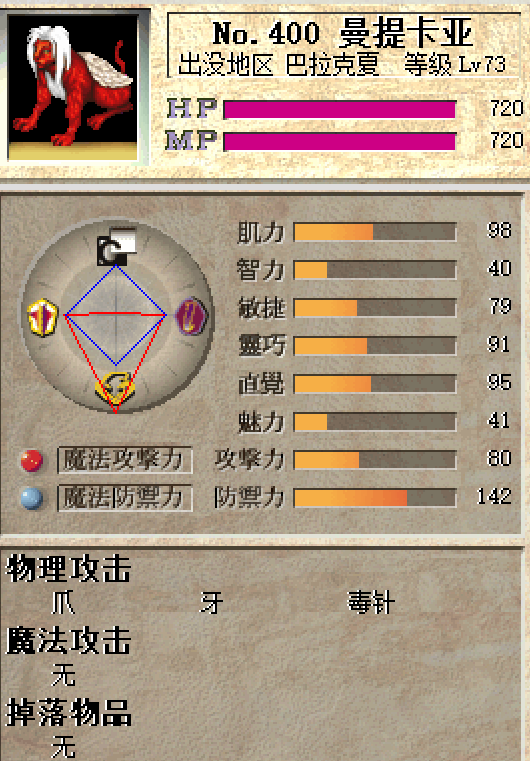 No. 400 曼提卡亚
出没地区 巴拉克夏 等级 Lv73
HP 720
MP 720
肌力 98
智力 40
敏捷 79
靈巧 91
直覺 95
魅力 41
魔法攻撃力 攻撃力 80
魔法防禦力 防禦力 142
物理攻击
爪 牙 毒针
魔法攻击
无
掉落物品
无